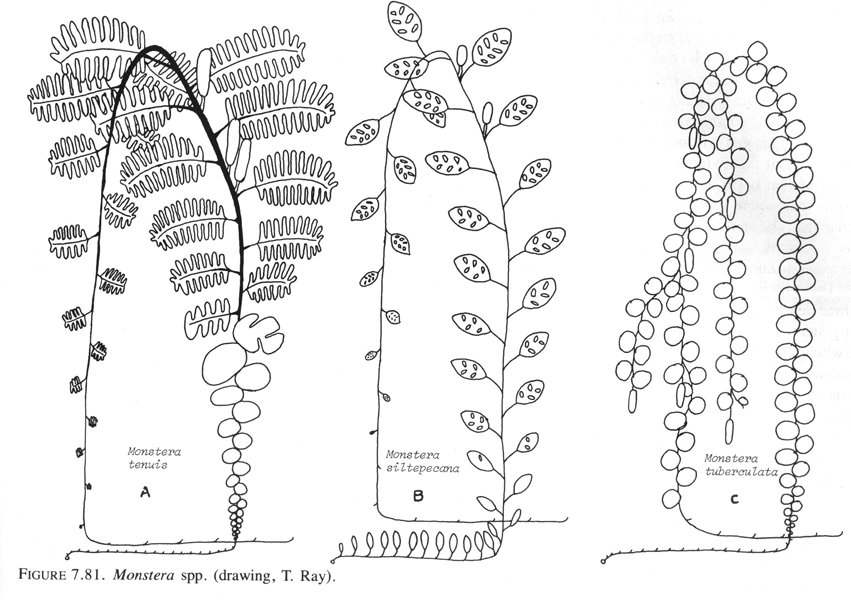 Monstera
tenuis
A
Monstera
siltepecana
B
Monstera
tuberculata
C
FIGURE 7.81. Monstera spp. (drawing, T. Ray).